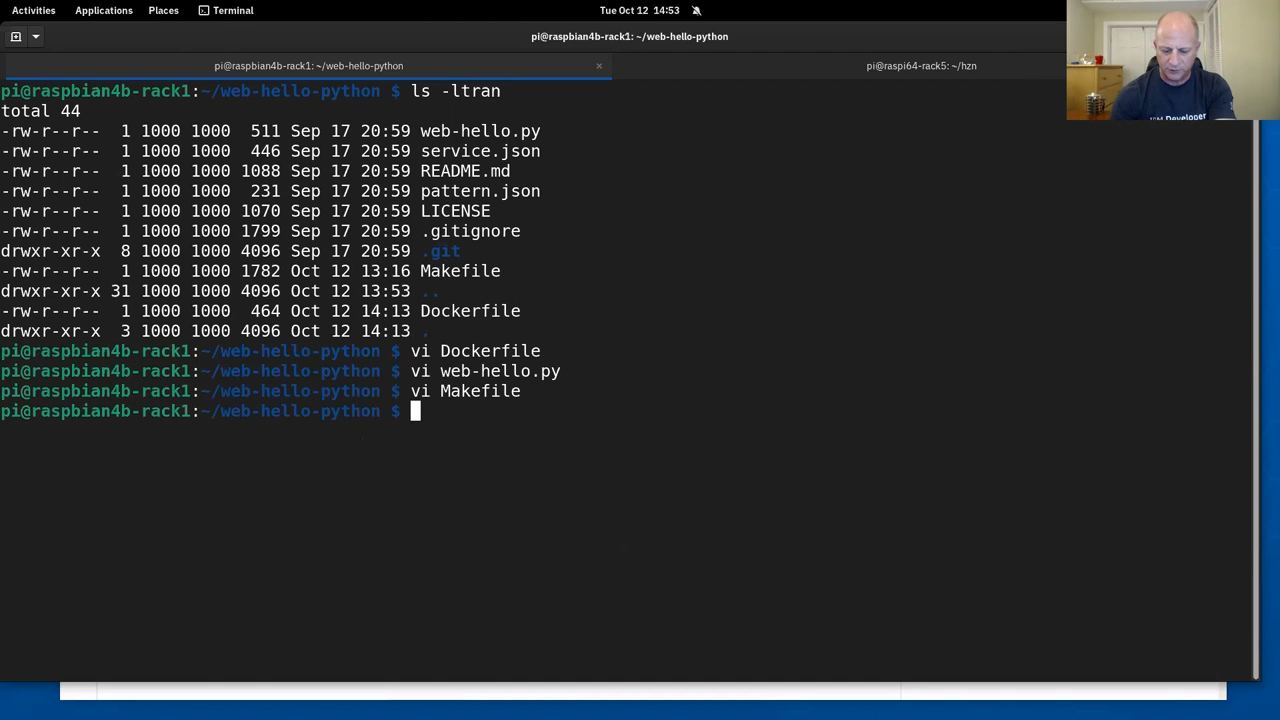 Activities Applications Places Terminal Tue Oct 12 14:53
pi@raspbian4b-rack1: ~/web-hello-python
pi@raspbian4b-rack1: ~/web-hello-python × pi@raspi64-rack5: ~/hzn
pi@raspbian4b-rack1:~/web-hello-python $ ls -ltran
total 44
-rw-r--r-- 1 1000 1000 511 Sep 17 20:59 web-hello.py
-rw-r--r-- 1 1000 1000 446 Sep 17 20:59 service.json
-rw-r--r-- 1 1000 1000 1088 Sep 17 20:59 README.md
-rw-r--r-- 1 1000 1000 231 Sep 17 20:59 pattern.json
-rw-r--r-- 1 1000 1000 1070 Sep 17 20:59 LICENSE
-rw-r--r-- 1 1000 1000 1799 Sep 17 20:59 .gitignore
drwxr-xr-x 8 1000 1000 4096 Sep 17 20:59 .git
-rw-r--r-- 1 1000 1000 1782 Oct 12 13:16 Makefile
drwxr-xr-x 31 1000 1000 4096 Oct 12 13:53 ..
-rw-r--r-- 1 1000 1000 464 Oct 12 14:13 Dockerfile
drwxr-xr-x 3 1000 1000 4096 Oct 12 14:13 .
pi@raspbian4b-rack1:~/web-hello-python $ vi Dockerfile
pi@raspbian4b-rack1:~/web-hello-python $ vi web-hello.py
pi@raspbian4b-rack1:~/web-hello-python $ vi Makefile
pi@raspbian4b-rack1:~/web-hello-python $
Developer